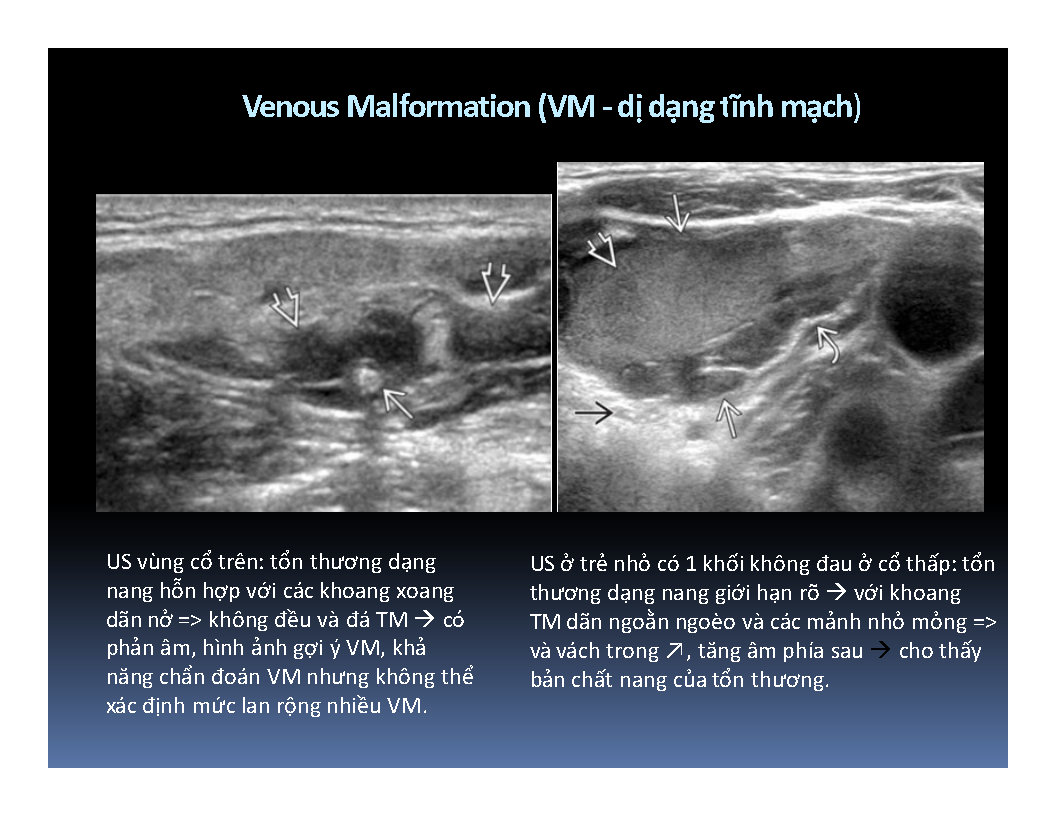 Venous Malformation (VM - dị dạng tĩnh mạch)
US vùng cổ trên: tổn thương dạng
nang hỗn hợp với các khoang xoang
dãn nở => không đều và đá TM → có
phản âm, hình ảnh gợi ý VM, khả
năng chẩn đoán VM nhưng không thể
xác định mức lan rộng nhiều VM.
US ở trẻ nhỏ có 1 khối không đau ở cổ thấp: tổn
thương dạng nang giới hạn rõ → với khoang
TM dãn ngoằn ngoèo và các mảnh nhỏ mỏng =>
và vách trong ↗, tăng âm phía sau → cho thấy
bản chất nang của tổn thương.